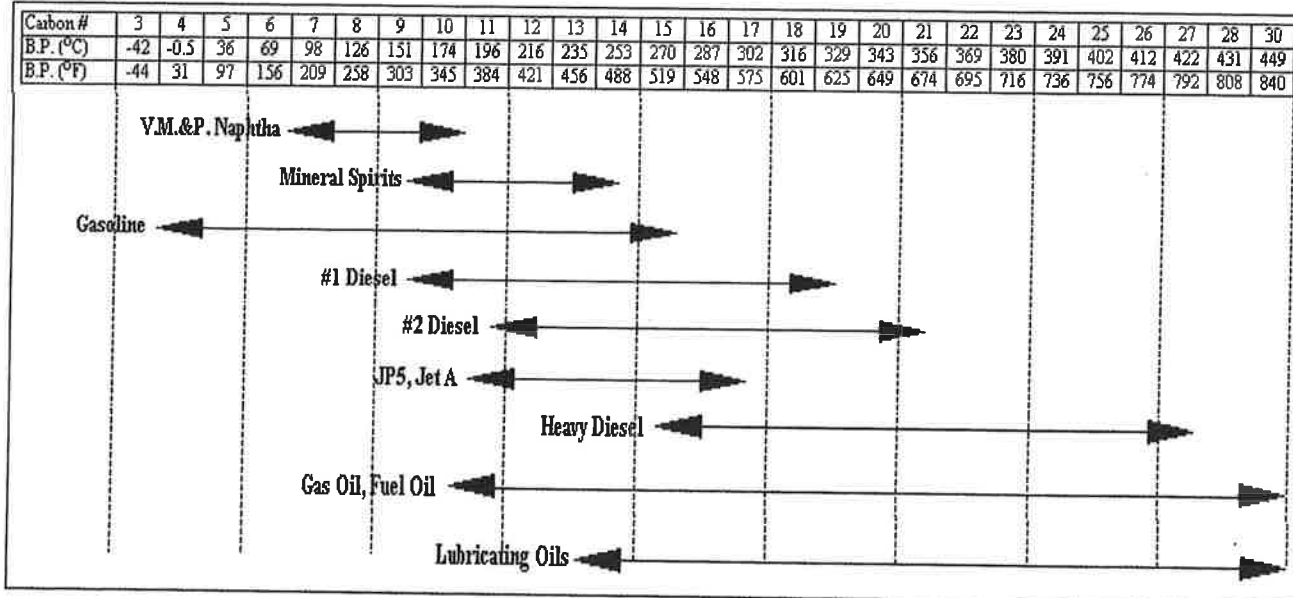 Carbon # 3 4 5 6 7 8 9 10 11 12 13 14 15 16 17 18 19 20 21 22 23 24 25 26 27 28 30
B.P. (°C) -42 -0.5 36 69 98 126 151 174 196 216 235 253 270 287 302 316 329 343 356 369 380 391 402 412 422 431 449
B.P. (°F) -44 31 97 156 209 258 303 345 384 421 456 488 519 548 575 601 625 649 674 695 716 736 756 774 792 808 840
V.M.&P. Naphtha
Mineral Spirits
Gasoline
#1 Diesel
#2 Diesel
JP5, Jet A
Heavy Diesel
Gas Oil, Fuel Oil
Lubricating Oils